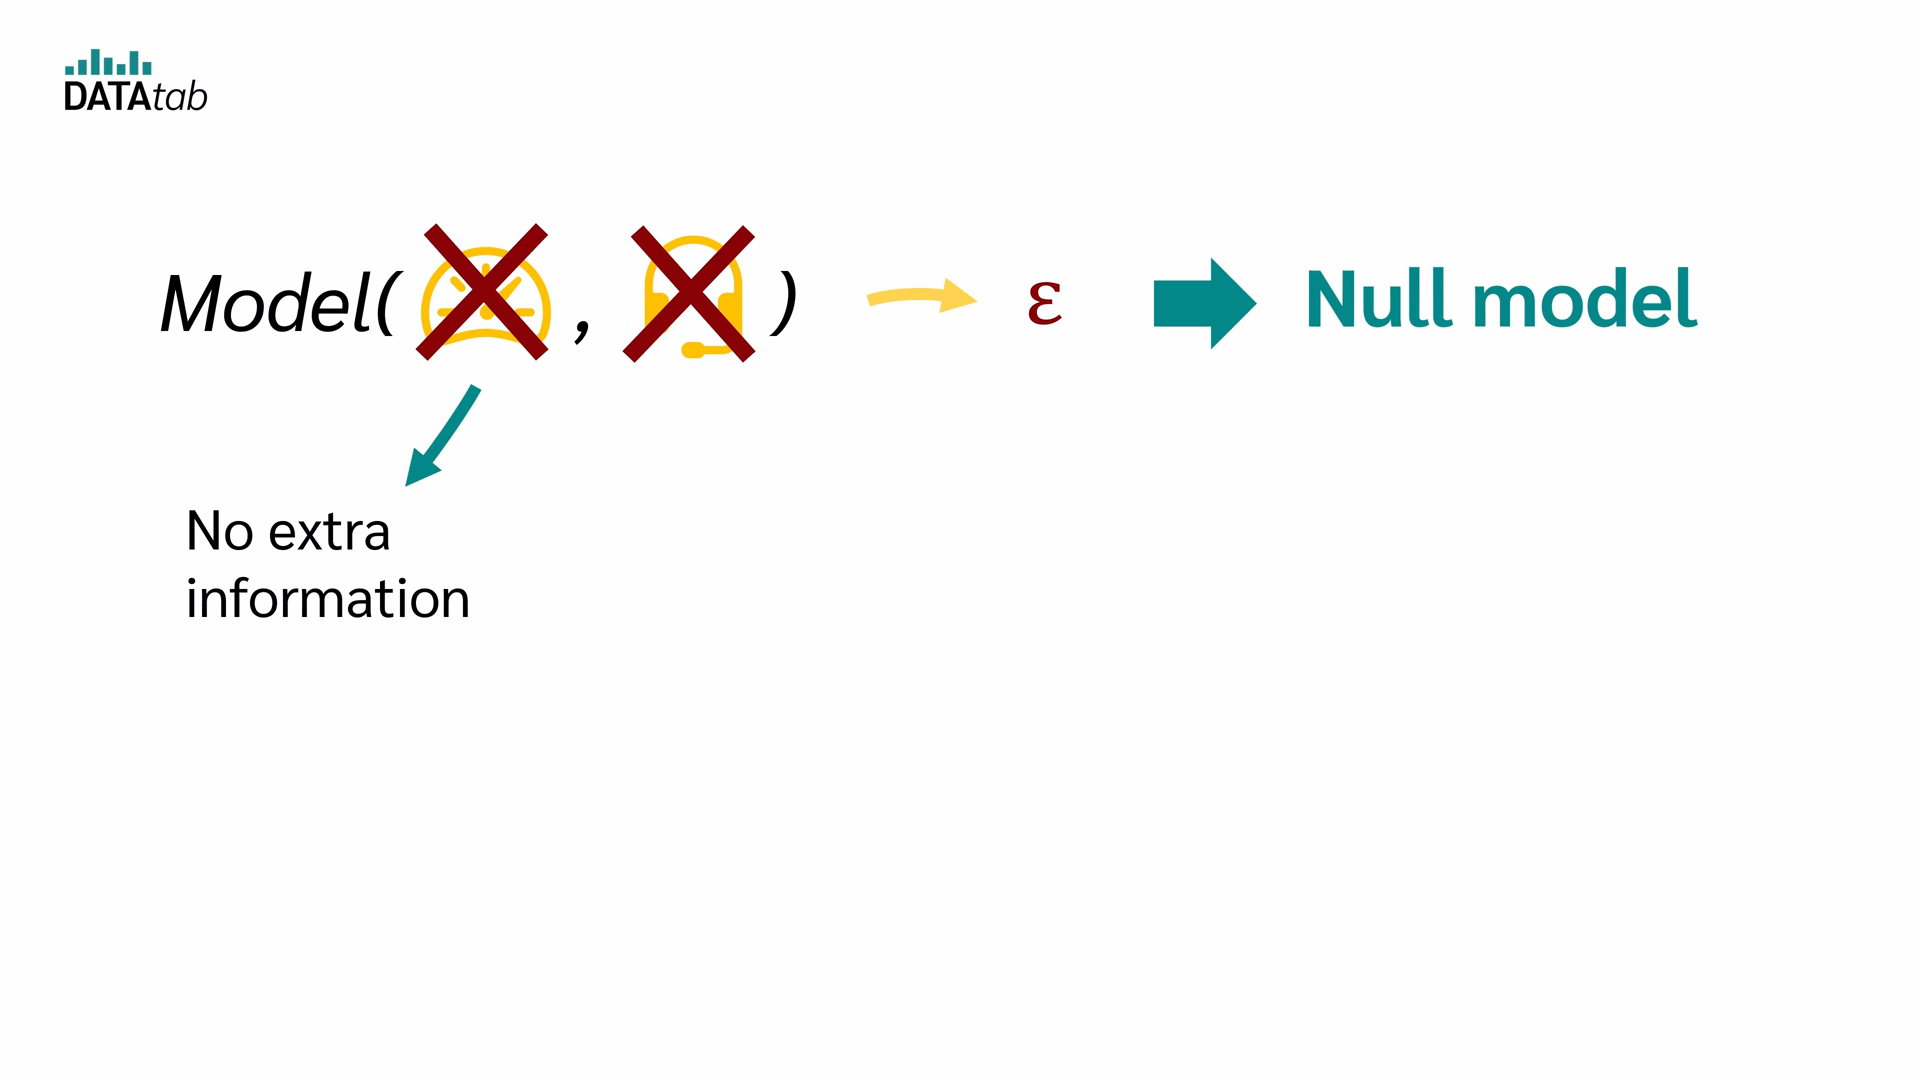 DATAtab
Model( , ) ε Null model
No extra
information